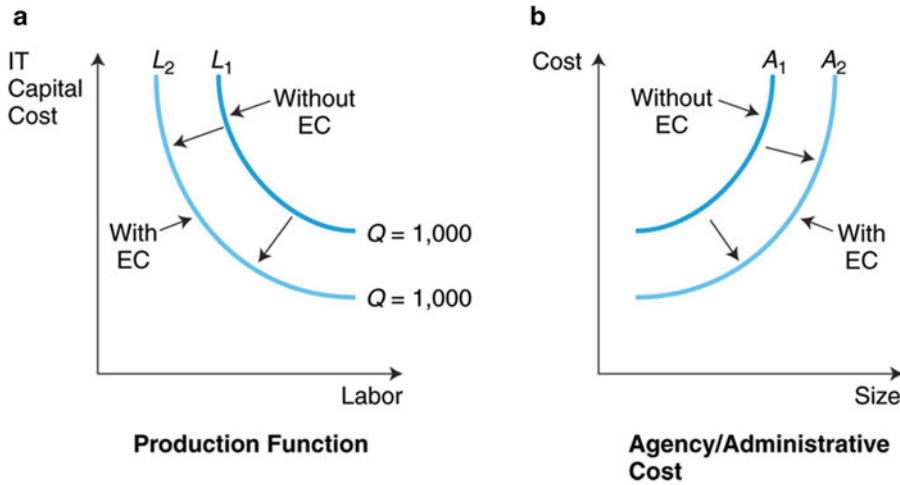 a
IT
Capital
Cost
L2
L1
Without
EC
With
EC
Q = 1,000
Q = 1,000
Labor
Production Function
b
Cost
A1
A2
Without
EC
With
EC
Size
Agency/Administrative
Cost